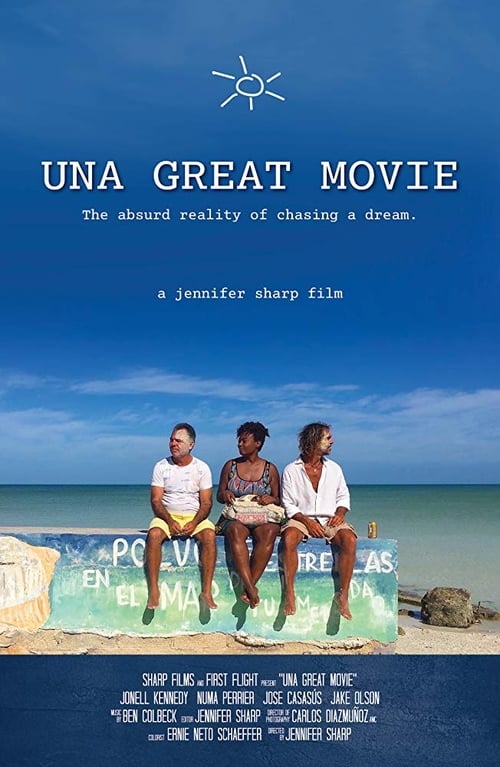 UNA GREAT MOVIE
The absurd reality of chasing a dream.
a jennifer sharp film
EN EL MAR
SHARP FILMS AND FIRST FLIGHT PRESENT "UNA GREAT MOVIE"
JONELL KENNEDY NUMA PERRIER JOSE CASASÚS JAKE OLSON
MUSIC BY BEN COLBECK EDITOR JENNIFER SHARP DIRECTOR OF PHOTOGRAPHY CARLOS DIAZMUÑOZ AMC
COLORIST ERNIE NETO SCHAEFFER DIRECTED BY JENNIFER SHARP